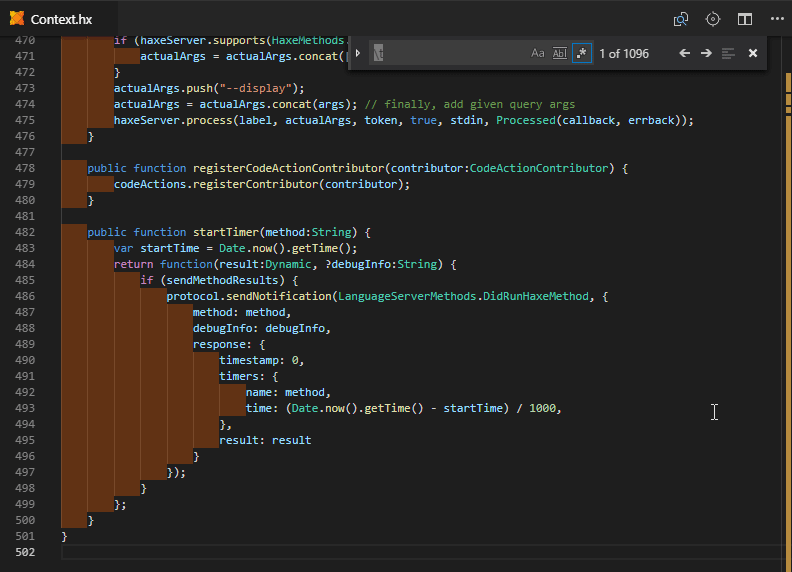 Context.hx
\t
Aa Abl .* 1 of 1096
470 if (haxeServer.supports(HaxeMethods.
471 actualArgs = actualArgs.concat([
472 }
473 actualArgs.push("--display");
474 actualArgs = actualArgs.concat(args); // finally, add given query args
475 haxeServer.process(label, actualArgs, token, true, stdin, Processed(callback, errback));
476 }
477
478 public function registerCodeActionContributor(contributor:CodeActionContributor) {
479 codeActions.registerContributor(contributor);
480 }
481
482 public function startTimer(method:String) {
483 var startTime = Date.now().getTime();
484 return function(result:Dynamic, ?debugInfo:String) {
485 if (sendMethodResults) {
486 protocol.sendNotification(LanguageServerMethods.DidRunHaxeMethod, {
487 method: method,
488 debugInfo: debugInfo,
489 response: {
490 timestamp: 0,
491 timers: {
492 name: method,
493 time: (Date.now().getTime() - startTime) / 1000,
494 },
495 result: result
496 }
497 });
498 }
499 };
500 }
501 }
502